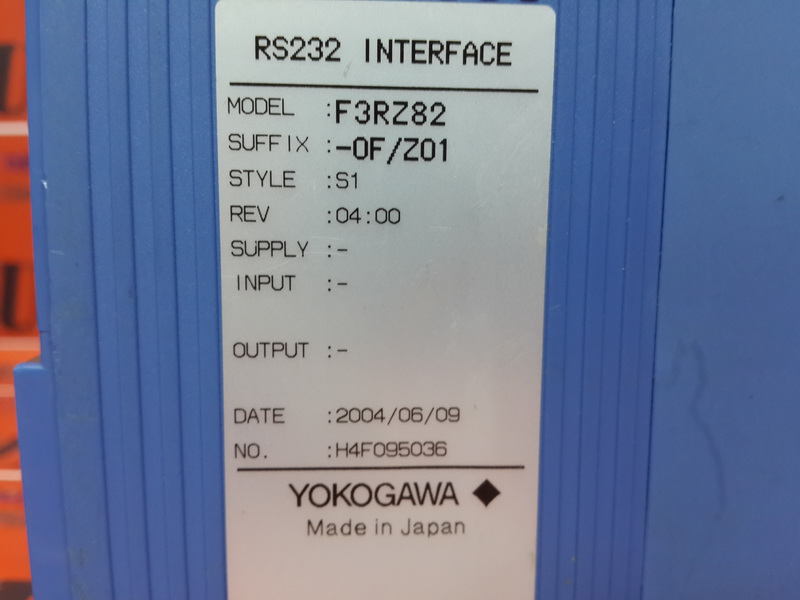 RS232 INTERFACE
MODEL :F3RZ82
SUFFIX :-0F/Z01
STYLE :S1
REV :04:00
SUPPLY :-
INPUT :-
OUTPUT :-
DATE :2004/06/09
NO. :H4F095036
YOKOGAWA
Made in Japan